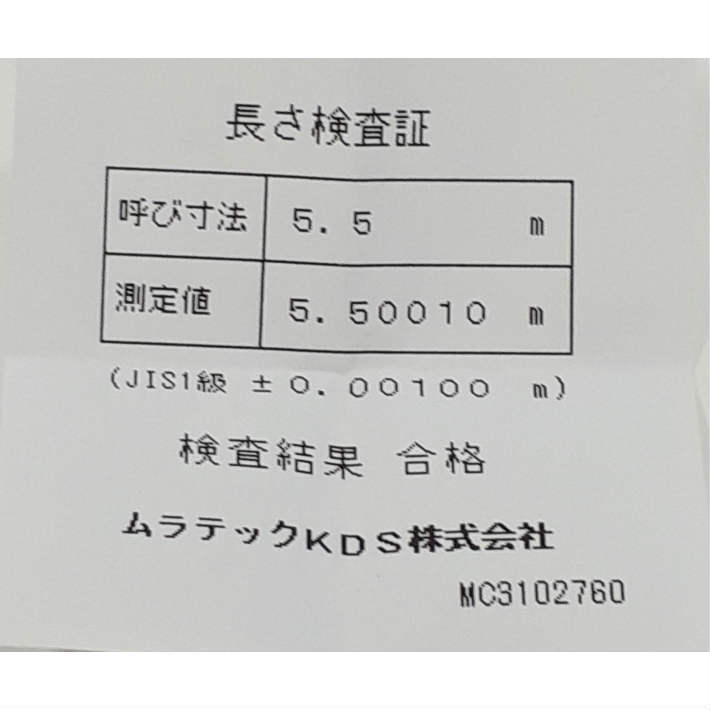 長さ検査証
呼び寸法 5.5 m
測定値 5.50010 m
(JIS1級 ±0.00100 m)
検査結果 合格
ムラテックKDS株式会社
MC3102760